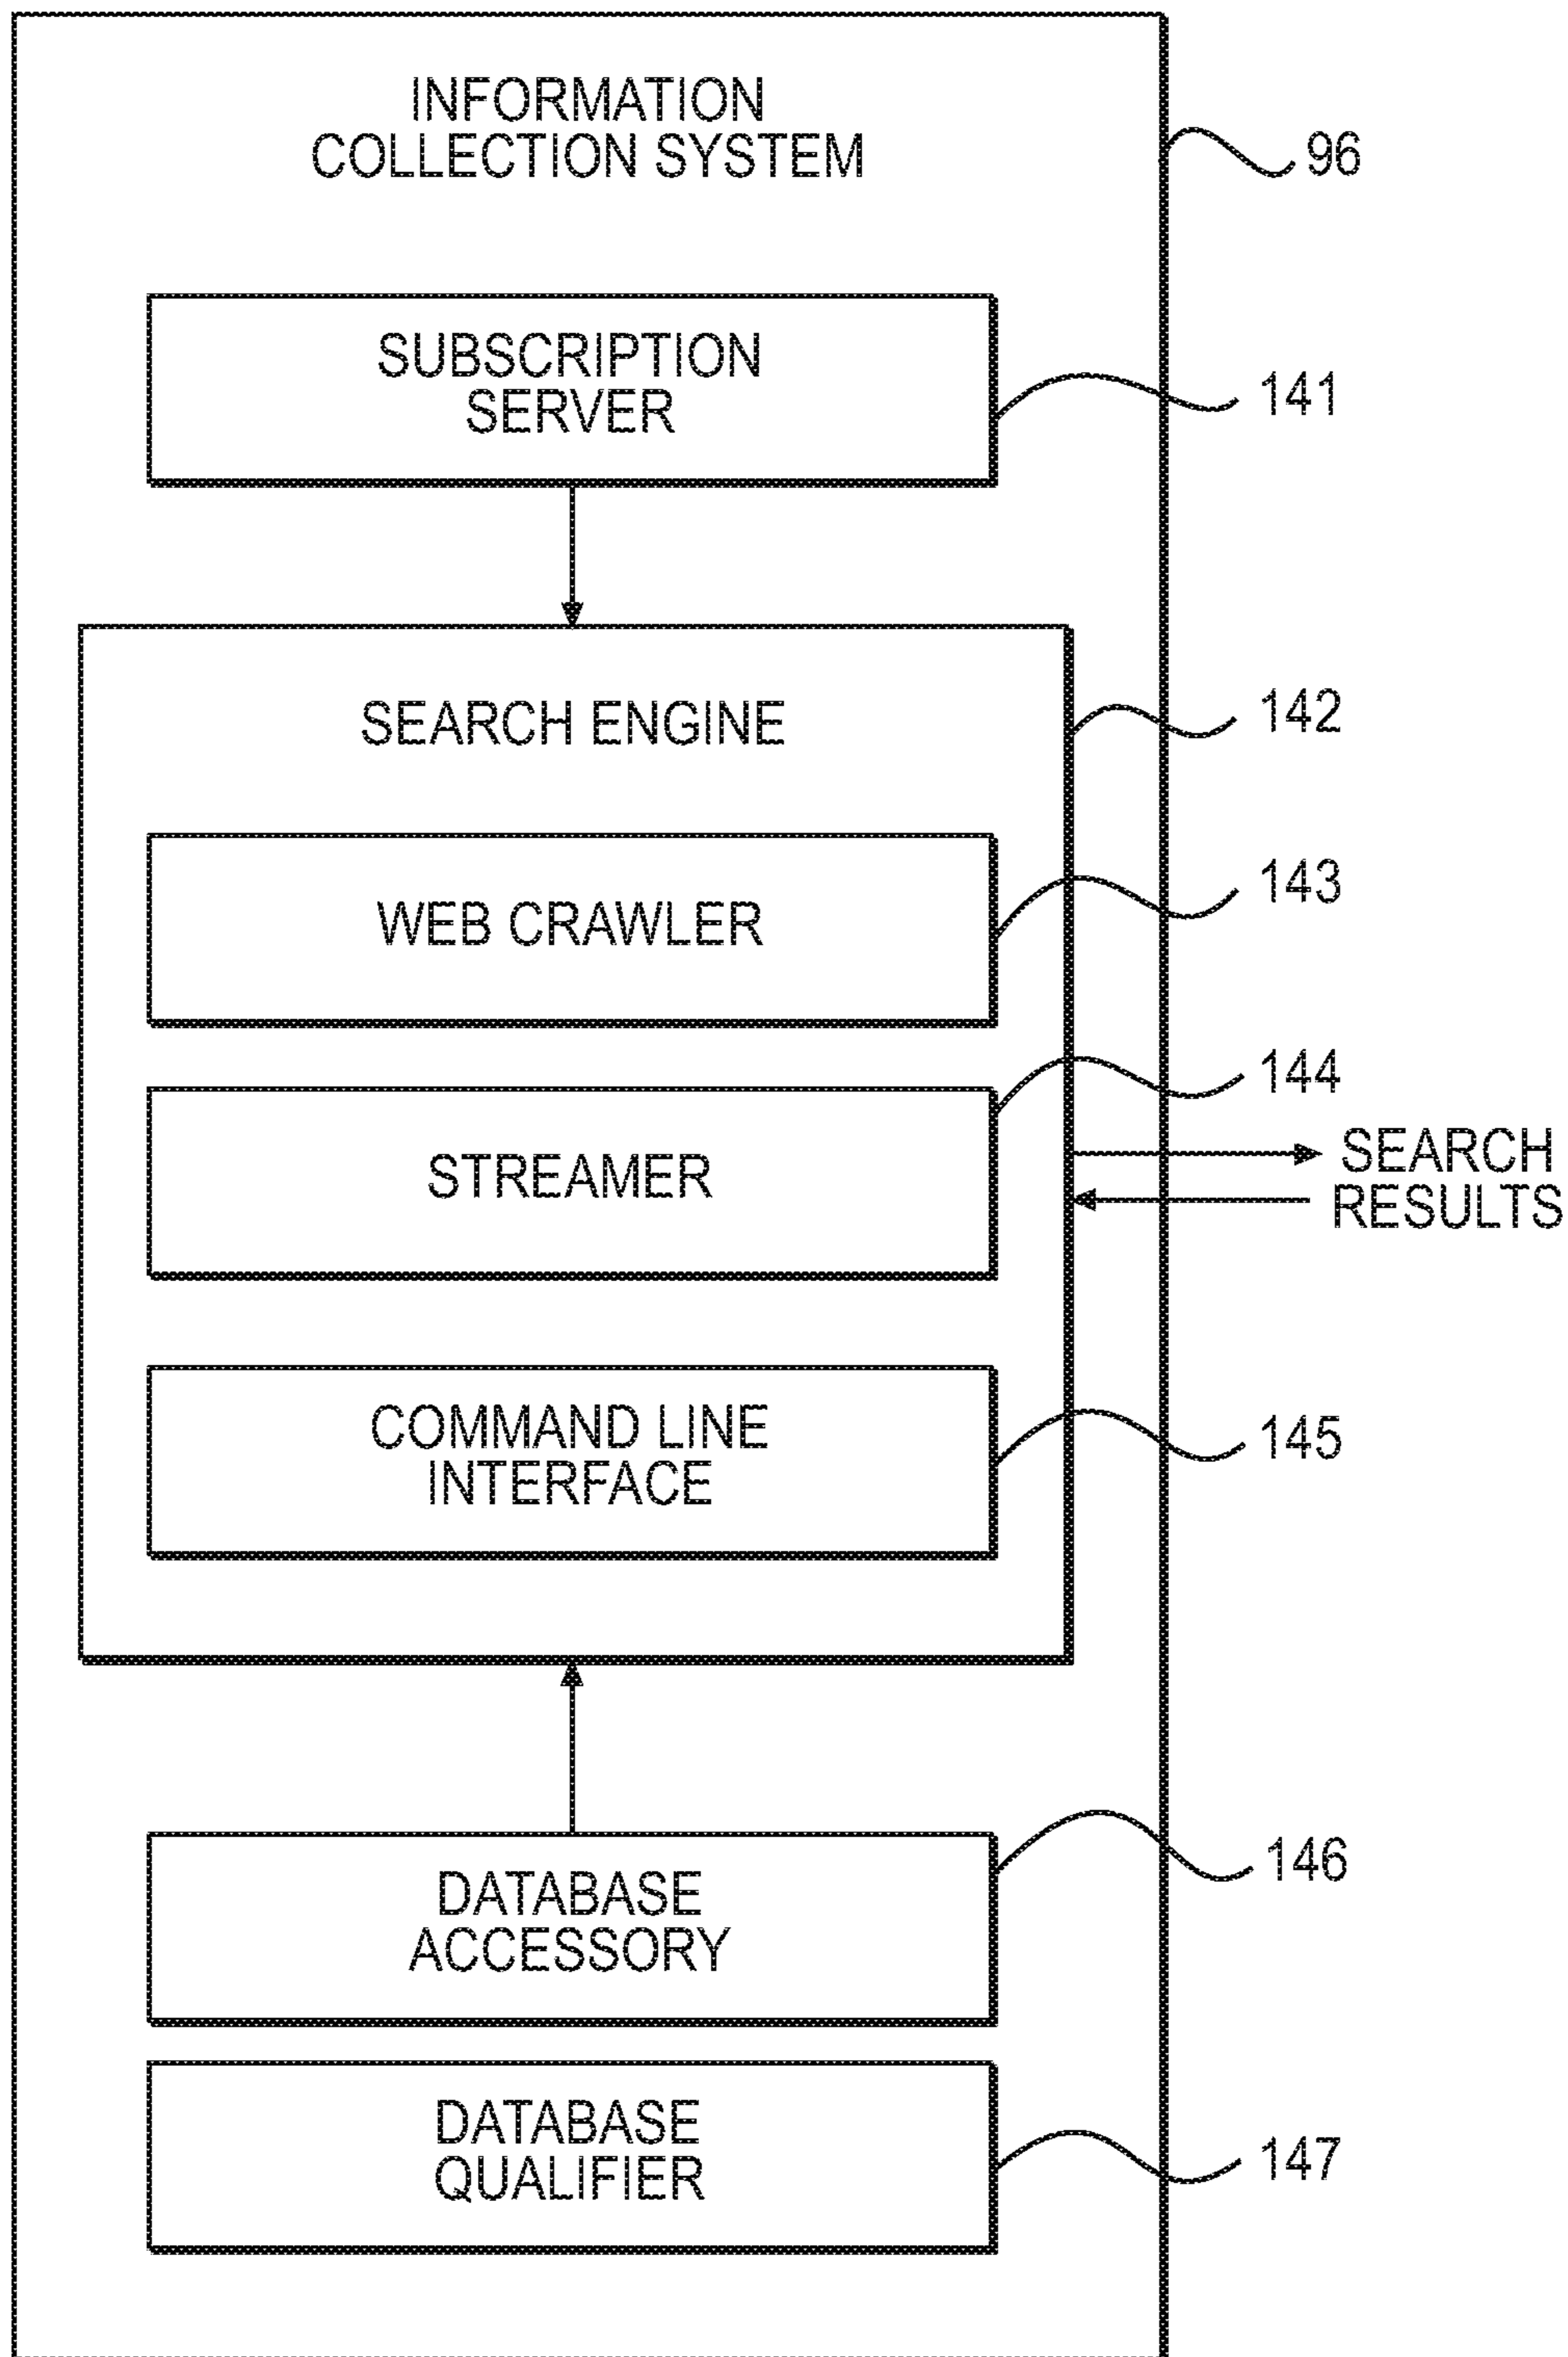 INFORMATION
COLLECTION SYSTEM
96
SUBSCRIPTION
SERVER
141
SEARCH ENGINE
142
WEB CRAWLER
143
STREAMER
144
SEARCH
RESULTS
COMMAND LINE
INTERFACE
145
DATABASE
ACCESSORY
146
DATABASE
QUALIFIER
147